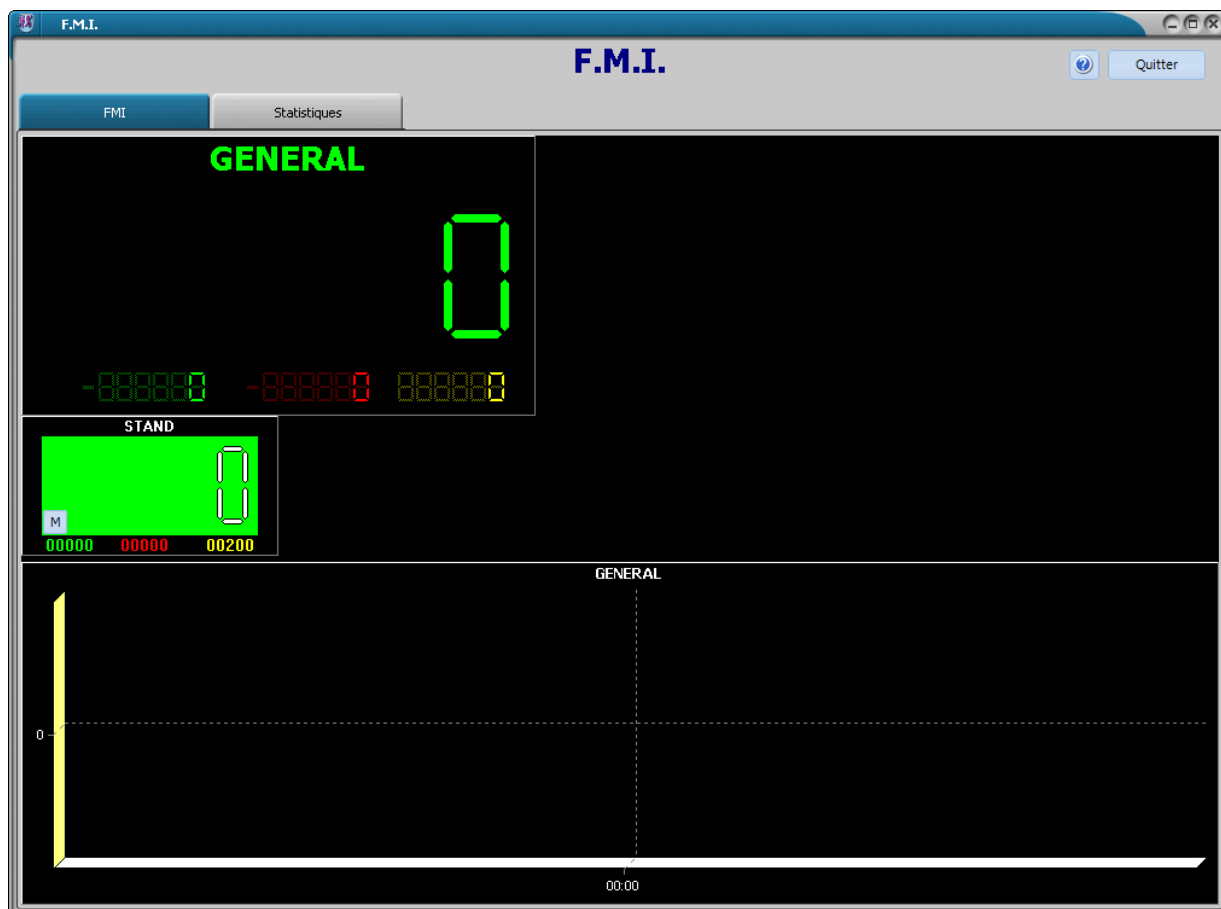 F.M.I.
F.M.I.
Quitter
FMI
Statistiques
GENERAL
0
0
0
0
STAND
0
M
00000
00000
00200
GENERAL
0
00:00